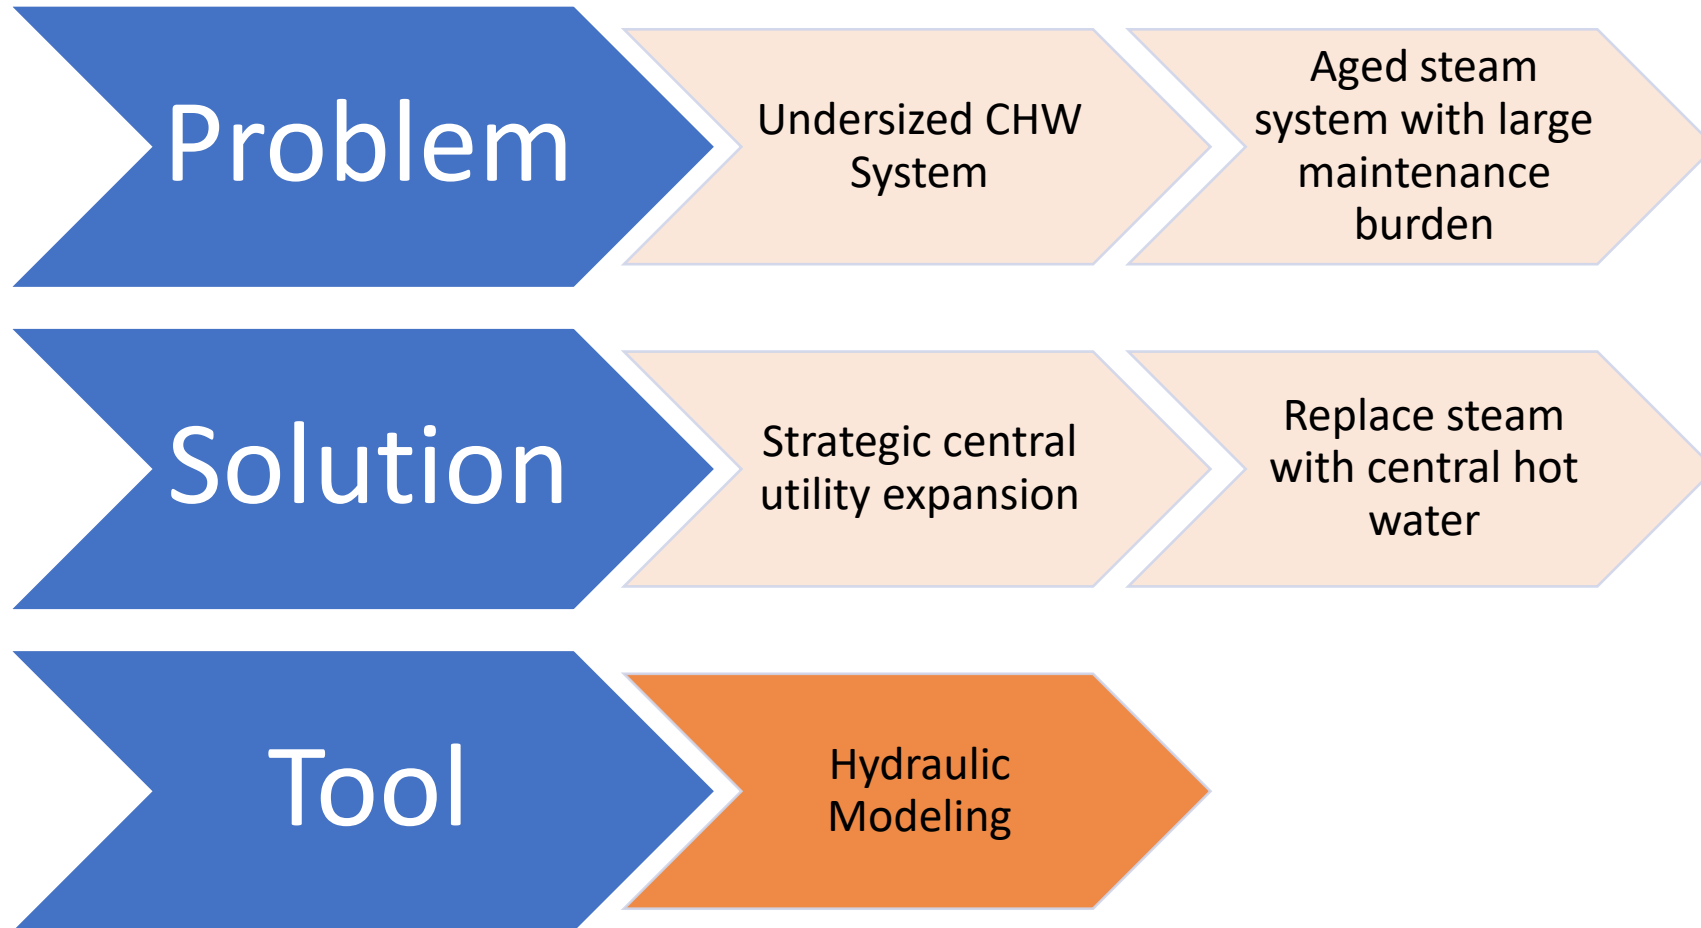 Problem
Undersized CHW
System
Aged steam
system with large
maintenance
burden
Solution
Strategic central
utility expansion
Replace steam
with central hot
water
Tool
Hydraulic
Modeling